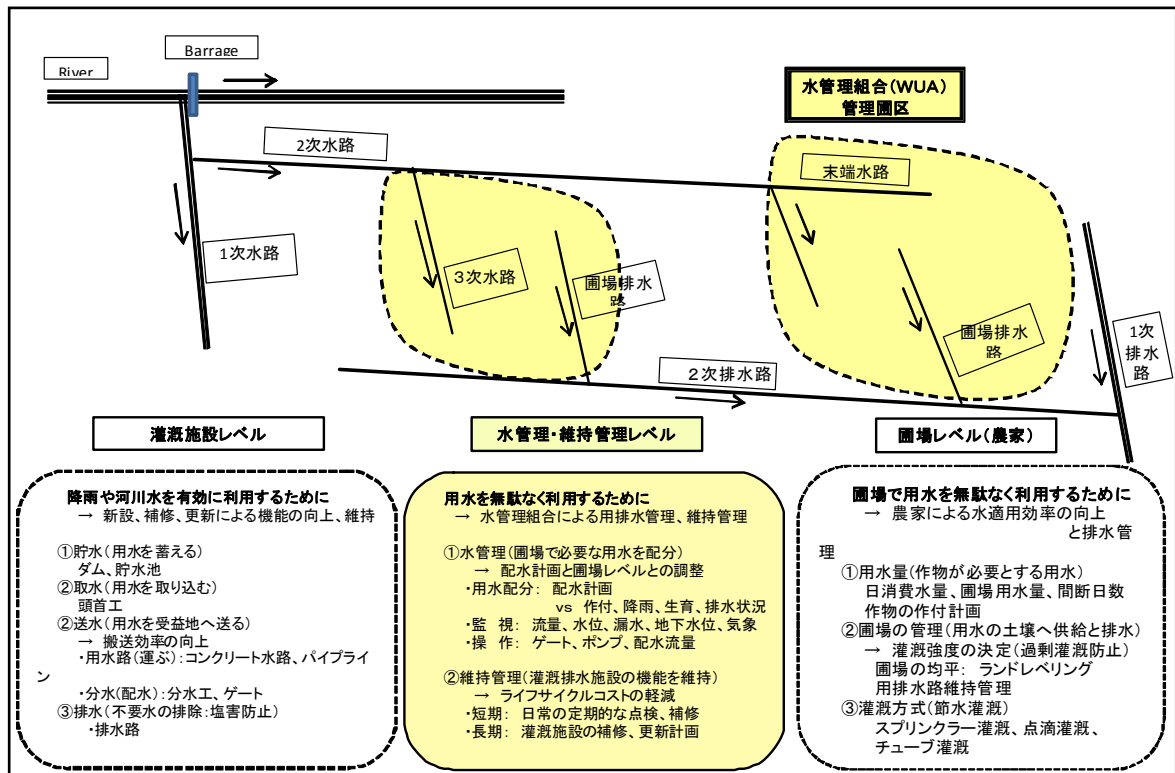 Barrage
River
水管理組合(WUA)
管理圃区
2次水路
末端水路
1次水路
3次水路
圃場排水
路
圃場排水
路
1次
排水
路
2次排水路
灌漑施設レベル
降雨や河川水を有効に利用するために
→ 新設、補修、更新による機能の向上、維持
①貯水(用水を蓄える)
ダム、貯水池
②取水(用水を取り込む)
頭首工
②送水(用水を受益地へ送る)
→ 搬送効率の向上
・用水路(運ぶ):コンクリート水路、パイプライ
ン
・分水(配水):分水工、ゲート
③排水(不要水の排除:塩害防止)
・排水路
水管理・維持管理レベル
用水を無駄なく利用するために
→ 水管理組合による用排水管理、維持管理
①水管理(圃場で必要な用水を配分)
→ 配水計画と圃場レベルとの調整
・用水配分: 配水計画
vs 作付、降雨、生育、排水状況
・監 視: 流量、水位、漏水、地下水位、気象
・操 作: ゲート、ポンプ、配水流量
②維持管理(灌漑排水施設の機能を維持)
→ ライフサイクルコストの軽減
・短期: 日常の定期的な点検、補修
・長期: 灌漑施設の補修、更新計画
圃場レベル(農家)
圃場で用水を無駄なく利用するために
→ 農家による水適用効率の向上
と排水管
理
①用水量(作物が必要とする用水)
日消費水量、圃場用水量、間断日数
作物の作付計画
②圃場の管理(用水の土壌へ供給と排水)
→ 灌漑強度の決定(過剰灌漑防止)
圃場の均平: ランドレベリング
用排水路維持管理
③灌漑方式(節水灌漑)
スプリンクラー灌漑、点滴灌漑、
チューブ灌漑